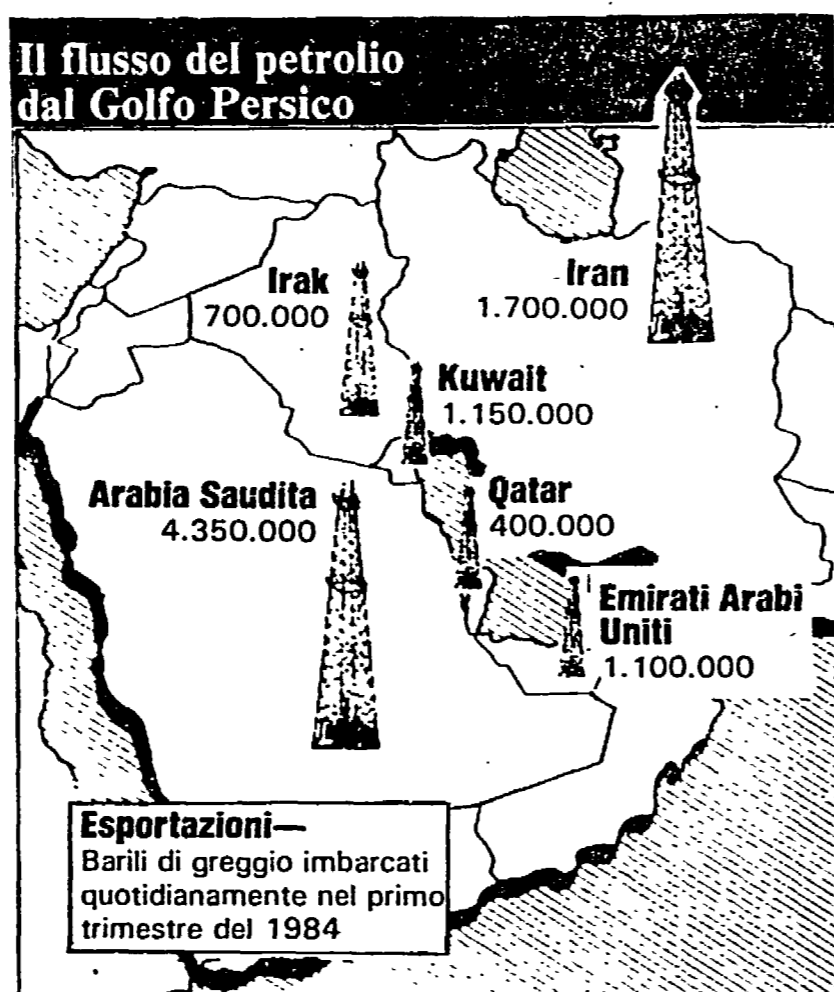 Il flusso del petrolio
dal Golfo Persico
Irak
700.000
Iran
1.700.000
Kuwait
1.150.000
Arabia Saudita
4.350.000
Qatar
400.000
Emirati Arabi
Uniti
1.100.000
Esportazioni—
Barili di greggio imbarcati
quotidianamente nel primo
trimestre del 1984